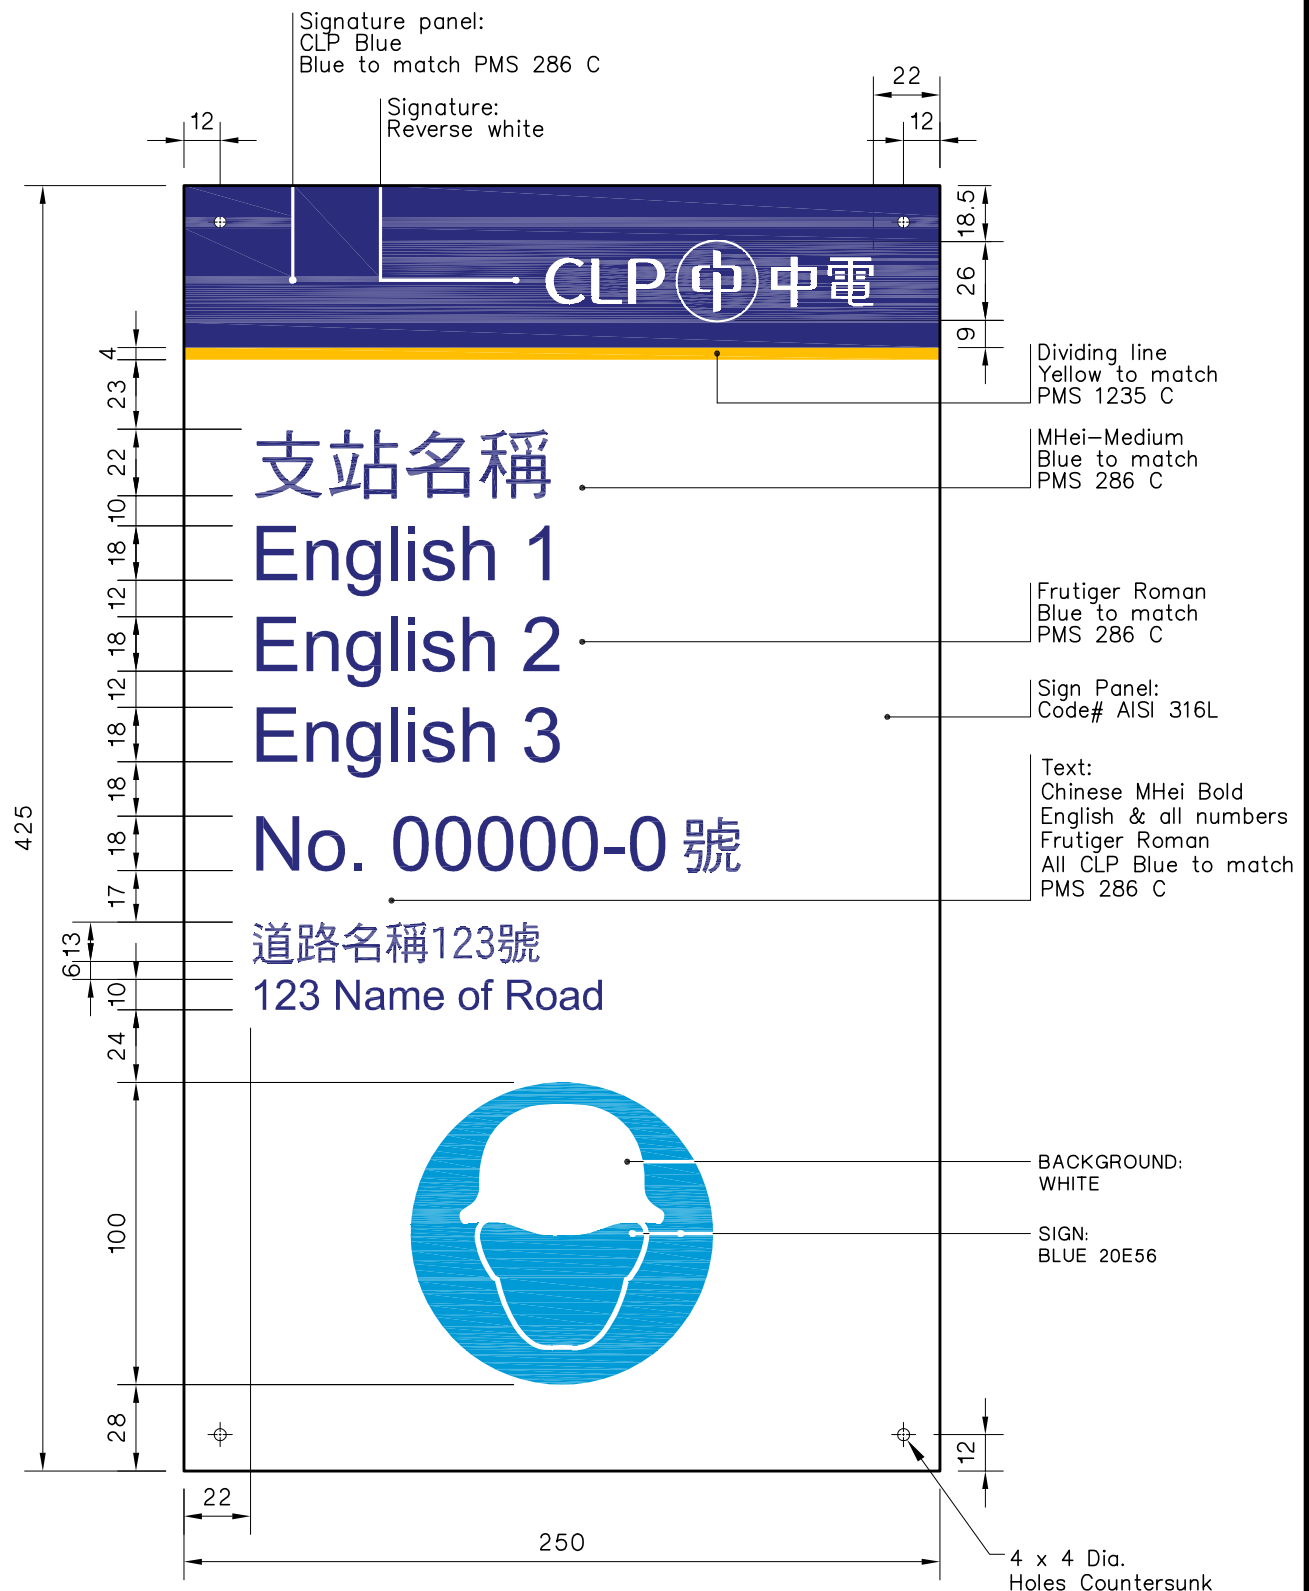 Signature panel:
CLP Blue
Blue to match PMS 286 C
Signature:
Reverse white
22
12
12
CLP 中 中電
18.5
26
9
4
23
22
10
18
12
18
12
18
18
18
17
13
6
10
24
100
28
425
Dividing line
Yellow to match
PMS 1235 C
支站名稱
MHei-Medium
Blue to match
PMS 286 C
English 1
English 2
Frutiger Roman
Blue to match
PMS 286 C
English 3
Sign Panel:
Code# AISI 316L
No. 00000-0 號
Text:
Chinese MHei Bold
English & all numbers
Frutiger Roman
All CLP Blue to match
PMS 286 C
道路名稱123號
123 Name of Road
BACKGROUND:
WHITE
SIGN:
BLUE 20E56
12
22
250
4 x 4 Dia.
Holes Countersunk